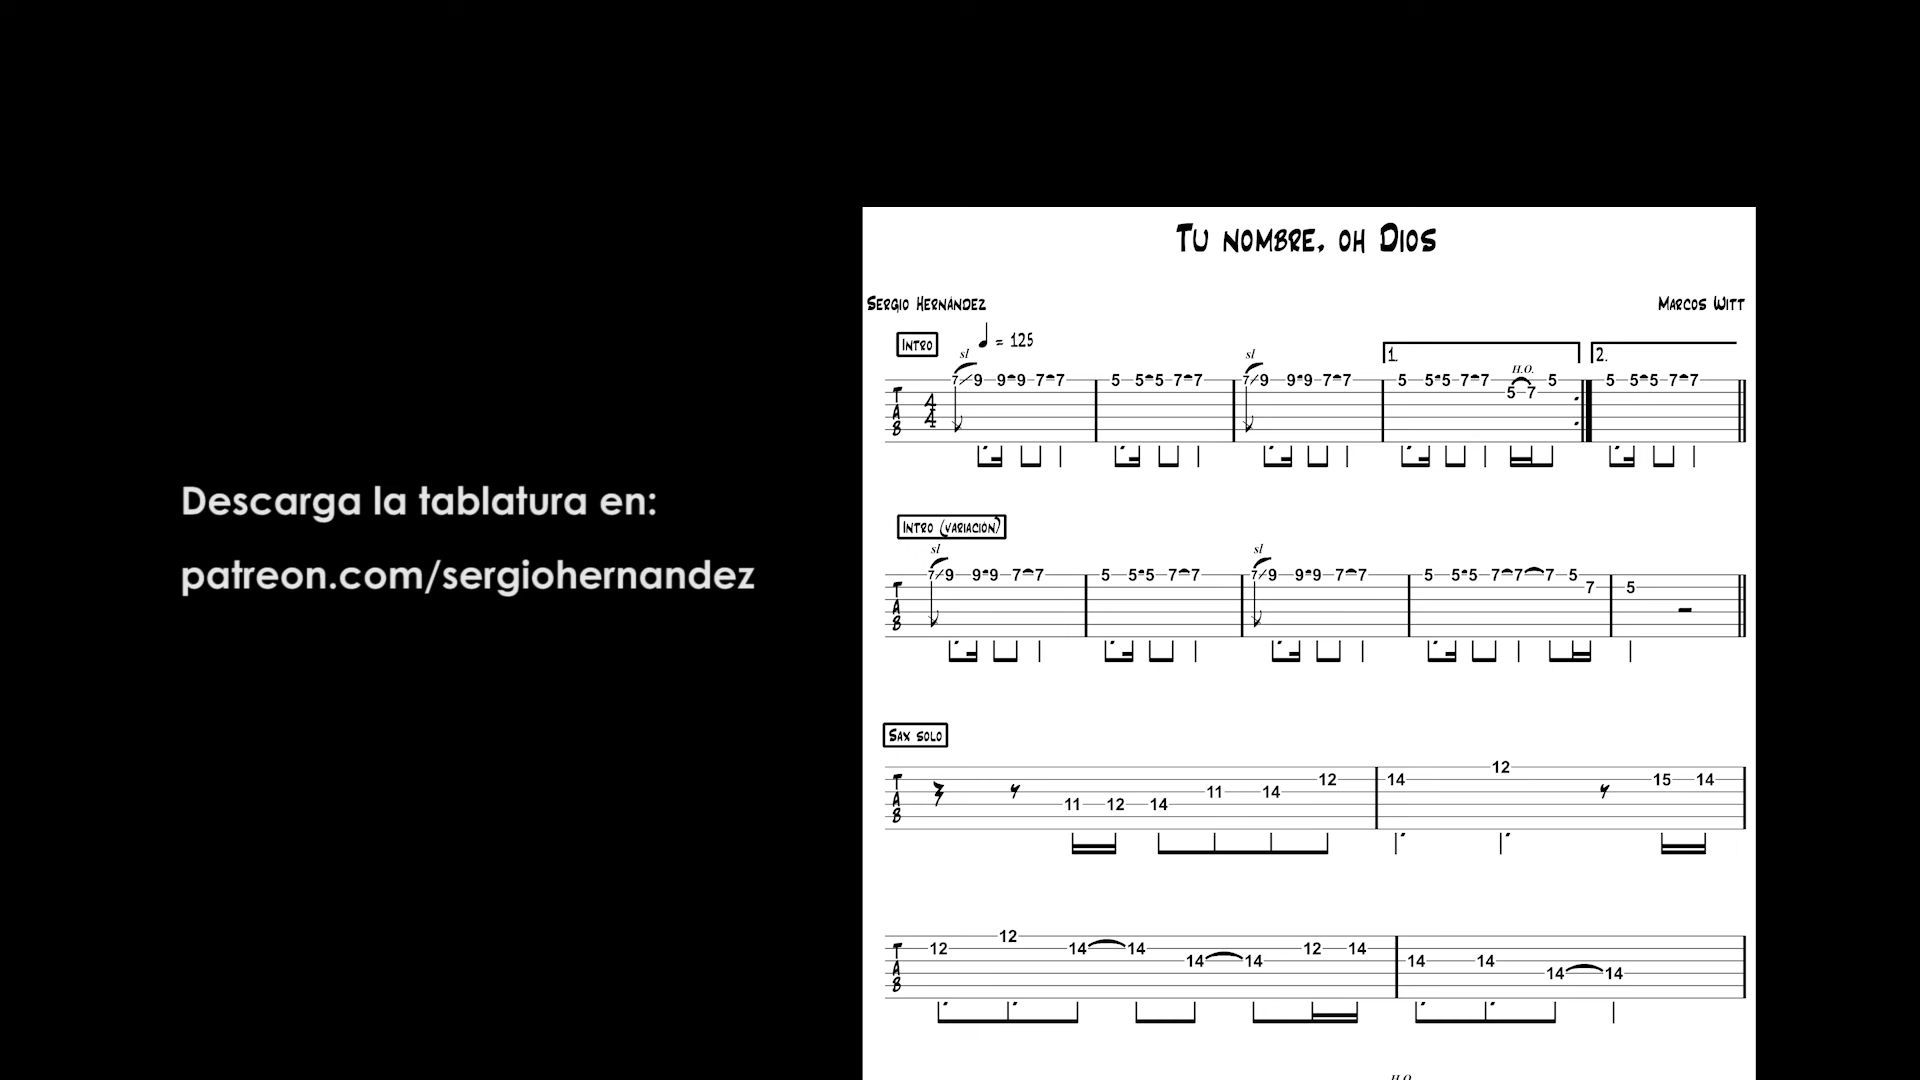 Descarga la tablatura en:
patreon.com/sergiohernandez
Tu nombre, oh Dios
Sergio Hernández
Marcos Witt
Intro
= 125
sl
sl
1.
H.O.
2.
T
A
B
4
4
7 9 9 9 7 7
5 5 5 7 7
7 9 9 9 7 7
5 5 5 7 7 5 7 5
5 5 5 7 7
Intro (variación)
sl
sl
T
A
B
7 9 9 9 7 7
5 5 5 7 7
7 9 9 9 7 7
5 5 5 7 7 7 5 7
5
Sax solo
T
A
B
11 12 14 11 14 12
14 12 15 14
T
A
B
12 12 14 14 14 14 12 14
14 14 14 14
H.O.